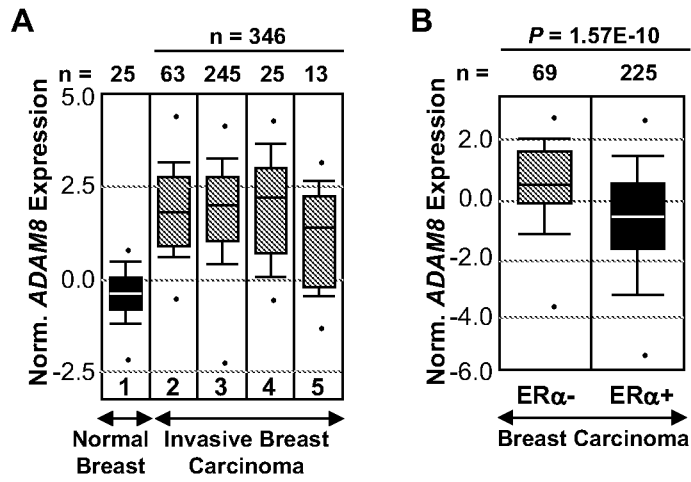 A
n = 346
n = 25 63 245 25 13
Norm. ADAM8 Expression
5.0
2.5
0.0
-2.5
1 2 3 4 5
Normal
Breast
Invasive Breast
Carcinoma
B
P = 1.57E-10
n = 69 225
Norm. ADAM8 Expression
2.0
0.0
-2.0
-4.0
-6.0
ERα- ERα+
Breast Carcinoma